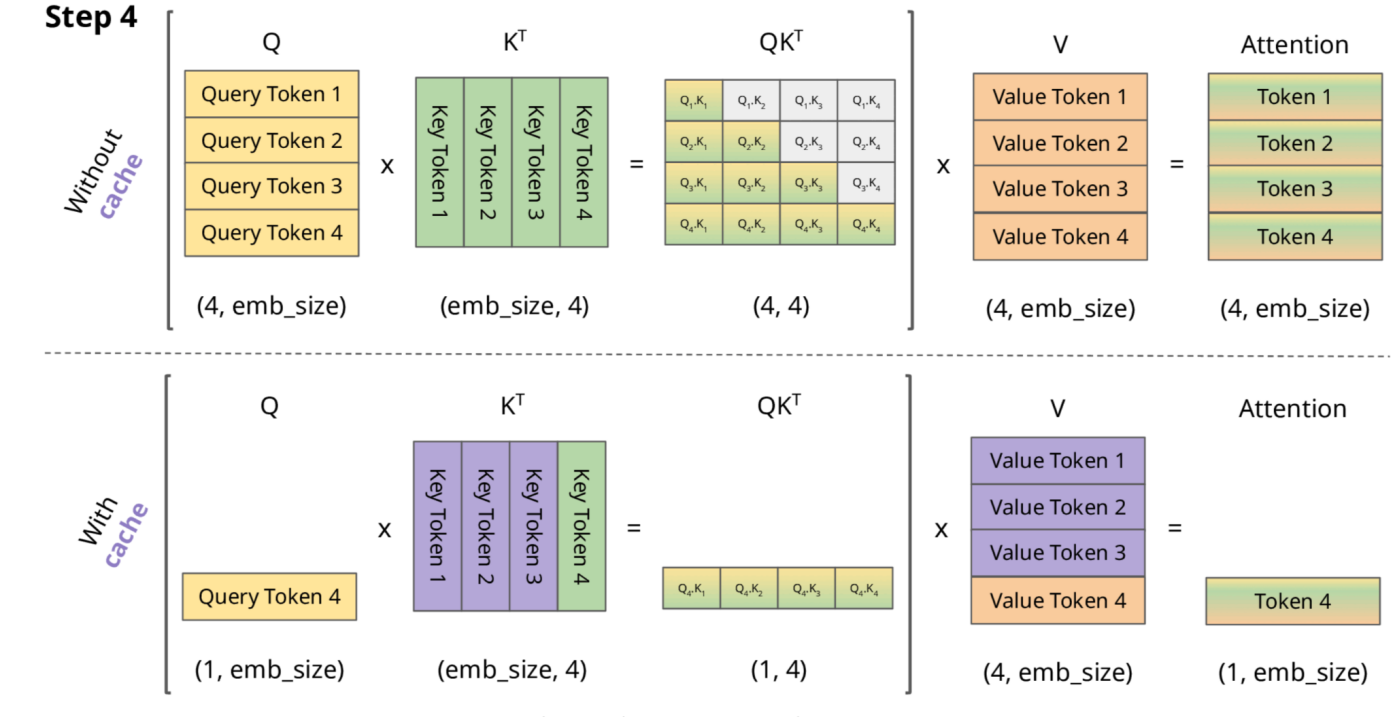 Step 4
Without
cache
Q
Kᵀ
QKᵀ
V
Attention
Query Token 1
Query Token 2
Query Token 3
Query Token 4
x
Key Token 1
Key Token 2
Key Token 3
Key Token 4
=
Q₁.K₁ Q₁.K₂ Q₁.K₃ Q₁.K₄
Q₂.K₁ Q₂.K₂ Q₂.K₃ Q₂.K₄
Q₃.K₁ Q₃.K₂ Q₃.K₃ Q₃.K₄
Q₄.K₁ Q₄.K₂ Q₄.K₃ Q₄.K₄
x
Value Token 1
Value Token 2
Value Token 3
Value Token 4
=
Token 1
Token 2
Token 3
Token 4
(4, emb_size)
(emb_size, 4)
(4, 4)
(4, emb_size)
(4, emb_size)
With
cache
Q
Kᵀ
QKᵀ
V
Attention
Query Token 4
x
Key Token 1
Key Token 2
Key Token 3
Key Token 4
=
Q₄.K₁ Q₄.K₂ Q₄.K₃ Q₄.K₄
x
Value Token 1
Value Token 2
Value Token 3
Value Token 4
=
Token 4
(1, emb_size)
(emb_size, 4)
(1, 4)
(4, emb_size)
(1, emb_size)